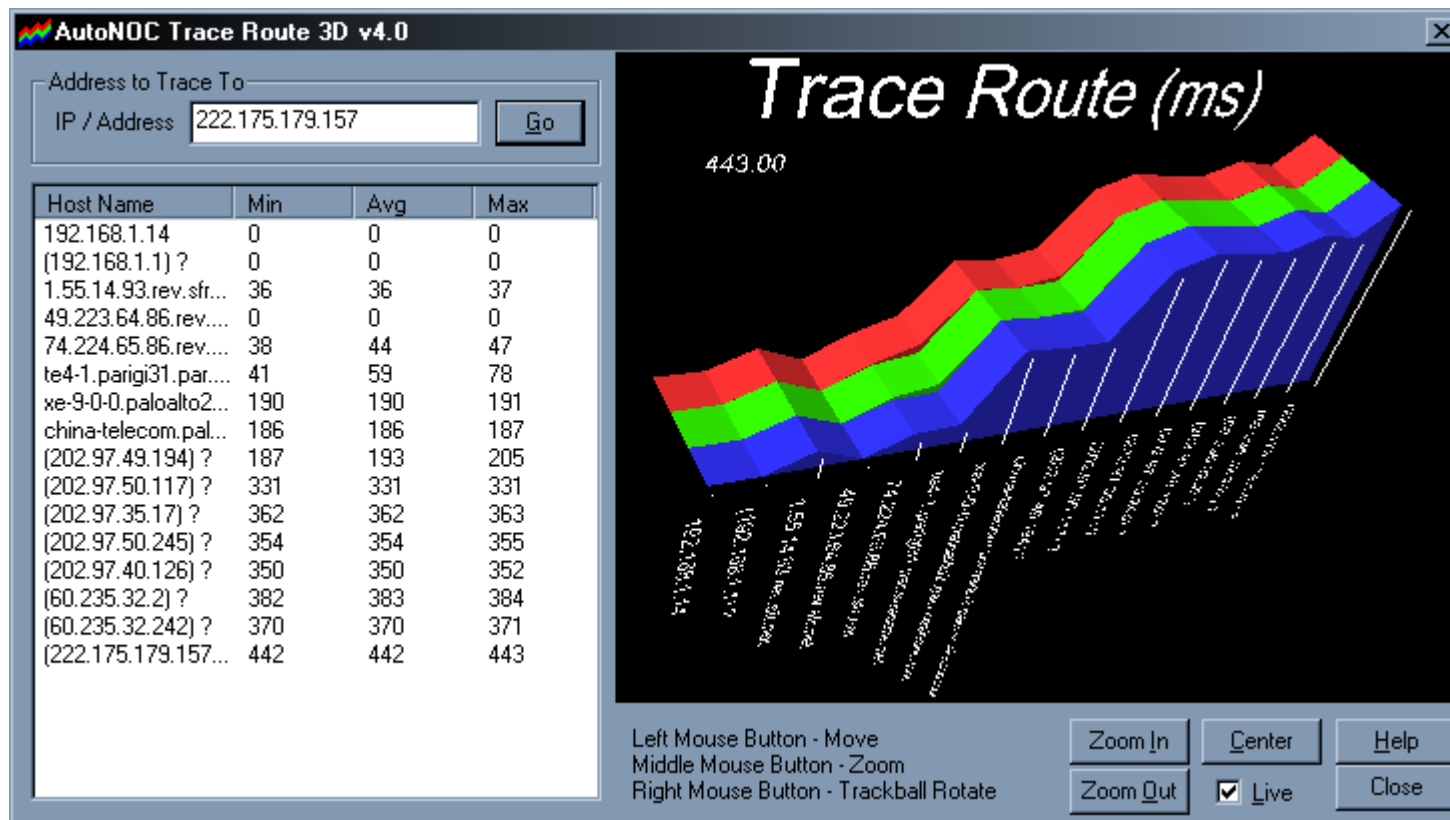 AutoNOC Trace Route 3D v4.0
Address to Trace To
IP / Address 222.175.179.157 Go
Host Name Min Avg Max
192.168.1.14 0 0 0
(192.168.1.1) ? 0 0 0
1.55.14.93.rev.sfr... 36 36 37
49.223.64.86.rev.... 0 0 0
74.224.65.86.rev.... 38 44 47
te4-1.parigi31.par.... 41 59 78
xe-9-0-0.paloalto2... 190 190 191
china-telecom.pal... 186 186 187
(202.97.49.194) ? 187 193 205
(202.97.50.117) ? 331 331 331
(202.97.35.17) ? 362 362 363
(202.97.50.245) ? 354 354 355
(202.97.40.126) ? 350 350 352
(60.235.32.2) ? 382 383 384
(60.235.32.242) ? 370 370 371
(222.175.179.157... 442 442 443
Trace Route (ms)
443.00
192.168.1.14
Left Mouse Button - Move
Middle Mouse Button - Zoom
Right Mouse Button - Trackball Rotate
Zoom In Center Help
Zoom Out Live Close